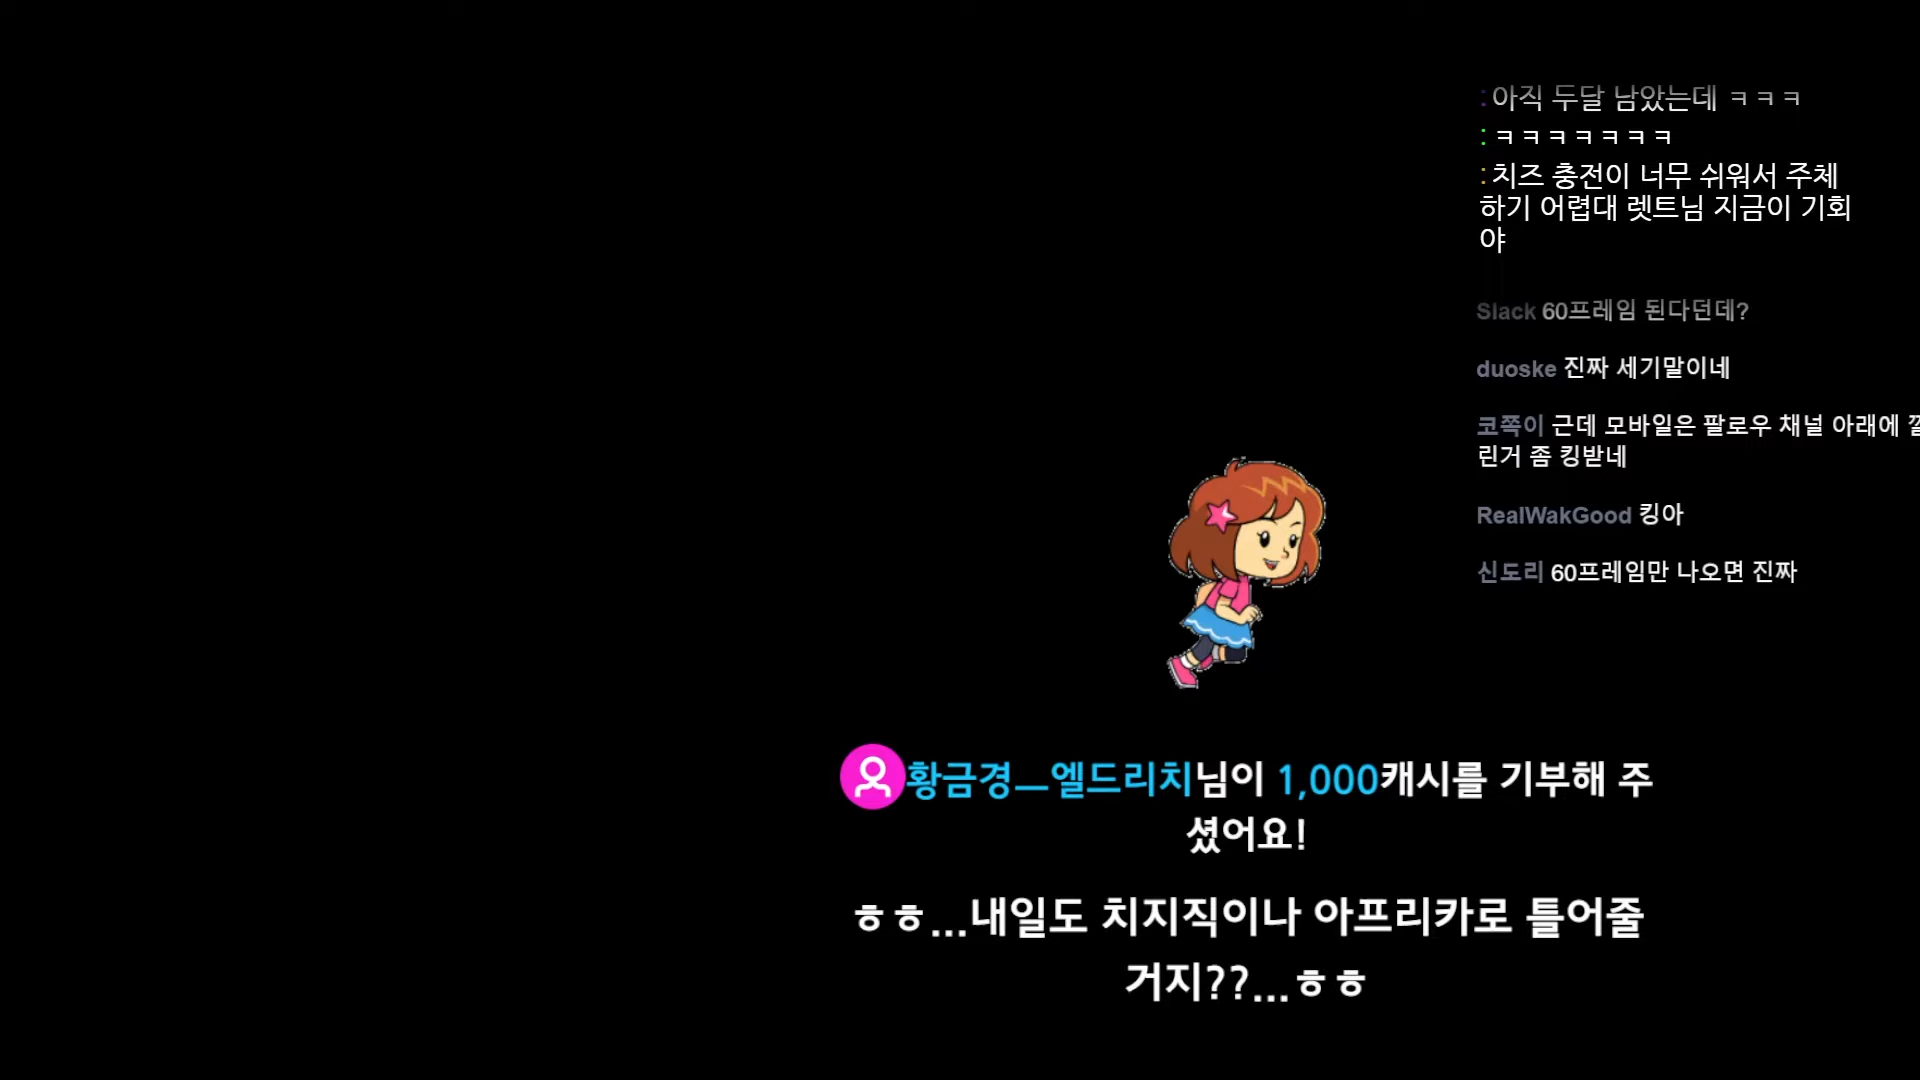 : 아직 두달 남았는데 ㅋㅋㅋ
: ㅋㅋㅋㅋㅋㅋㅋ
: 치즈 충전이 너무 쉬워서 주체
하기 어렵대 렛트님 지금이 기회
야
Slack 60프레임 된다던데?
duoske 진짜 세기말이네
코쪽이 근데 모바일은 팔로우 채널 아래에 깔
린거 좀 킹받네
RealWakGood 킹아
신도리 60프레임만 나오면 진짜
황금경ㅡ엘드리치님이 1,000캐시를 기부해 주
셨어요!
ㅎㅎ...내일도 치지직이나 아프리카로 틀어줄
거지??...ㅎㅎ